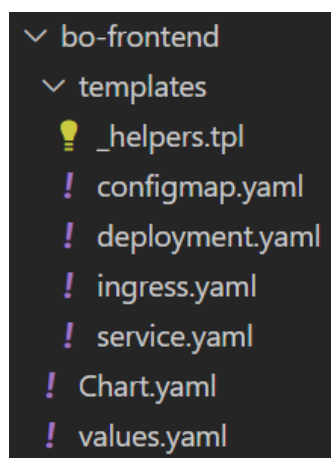 bo-frontend
templates
_helpers.tpl
! configmap.yaml
! deployment.yaml
! ingress.yaml
! service.yaml
! Chart.yaml
! values.yaml